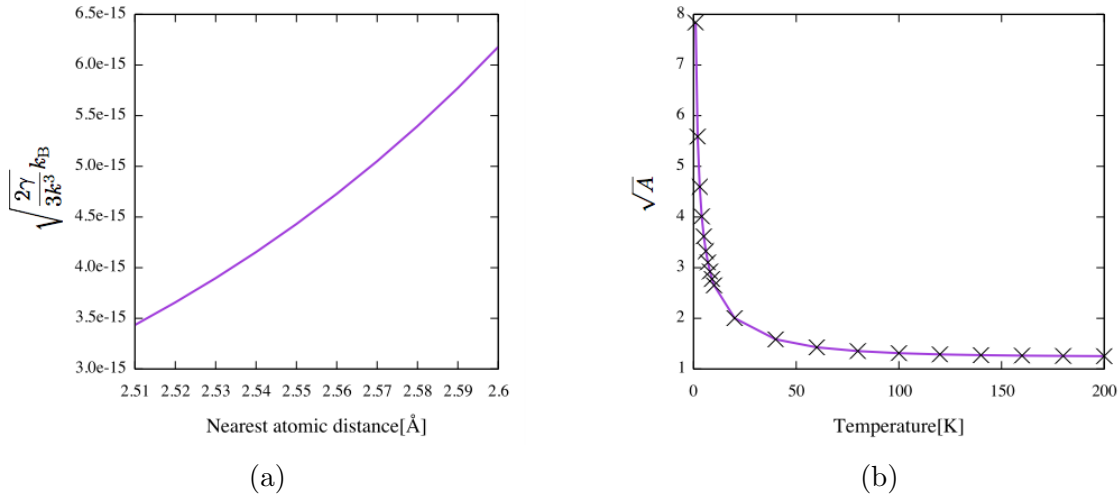 6.5e-15
6.0e-15
5.5e-15
5.0e-15
4.5e-15
4.0e-15
3.5e-15
3.0e-15
√(2γ/3k³) k_B
2.51 2.52 2.53 2.54 2.55 2.56 2.57 2.58 2.59 2.6
Nearest atomic distance[Å]
(a)
8
7
6
5
4
3
2
1
√A
0 50 100 150 200
Temperature[K]
(b)